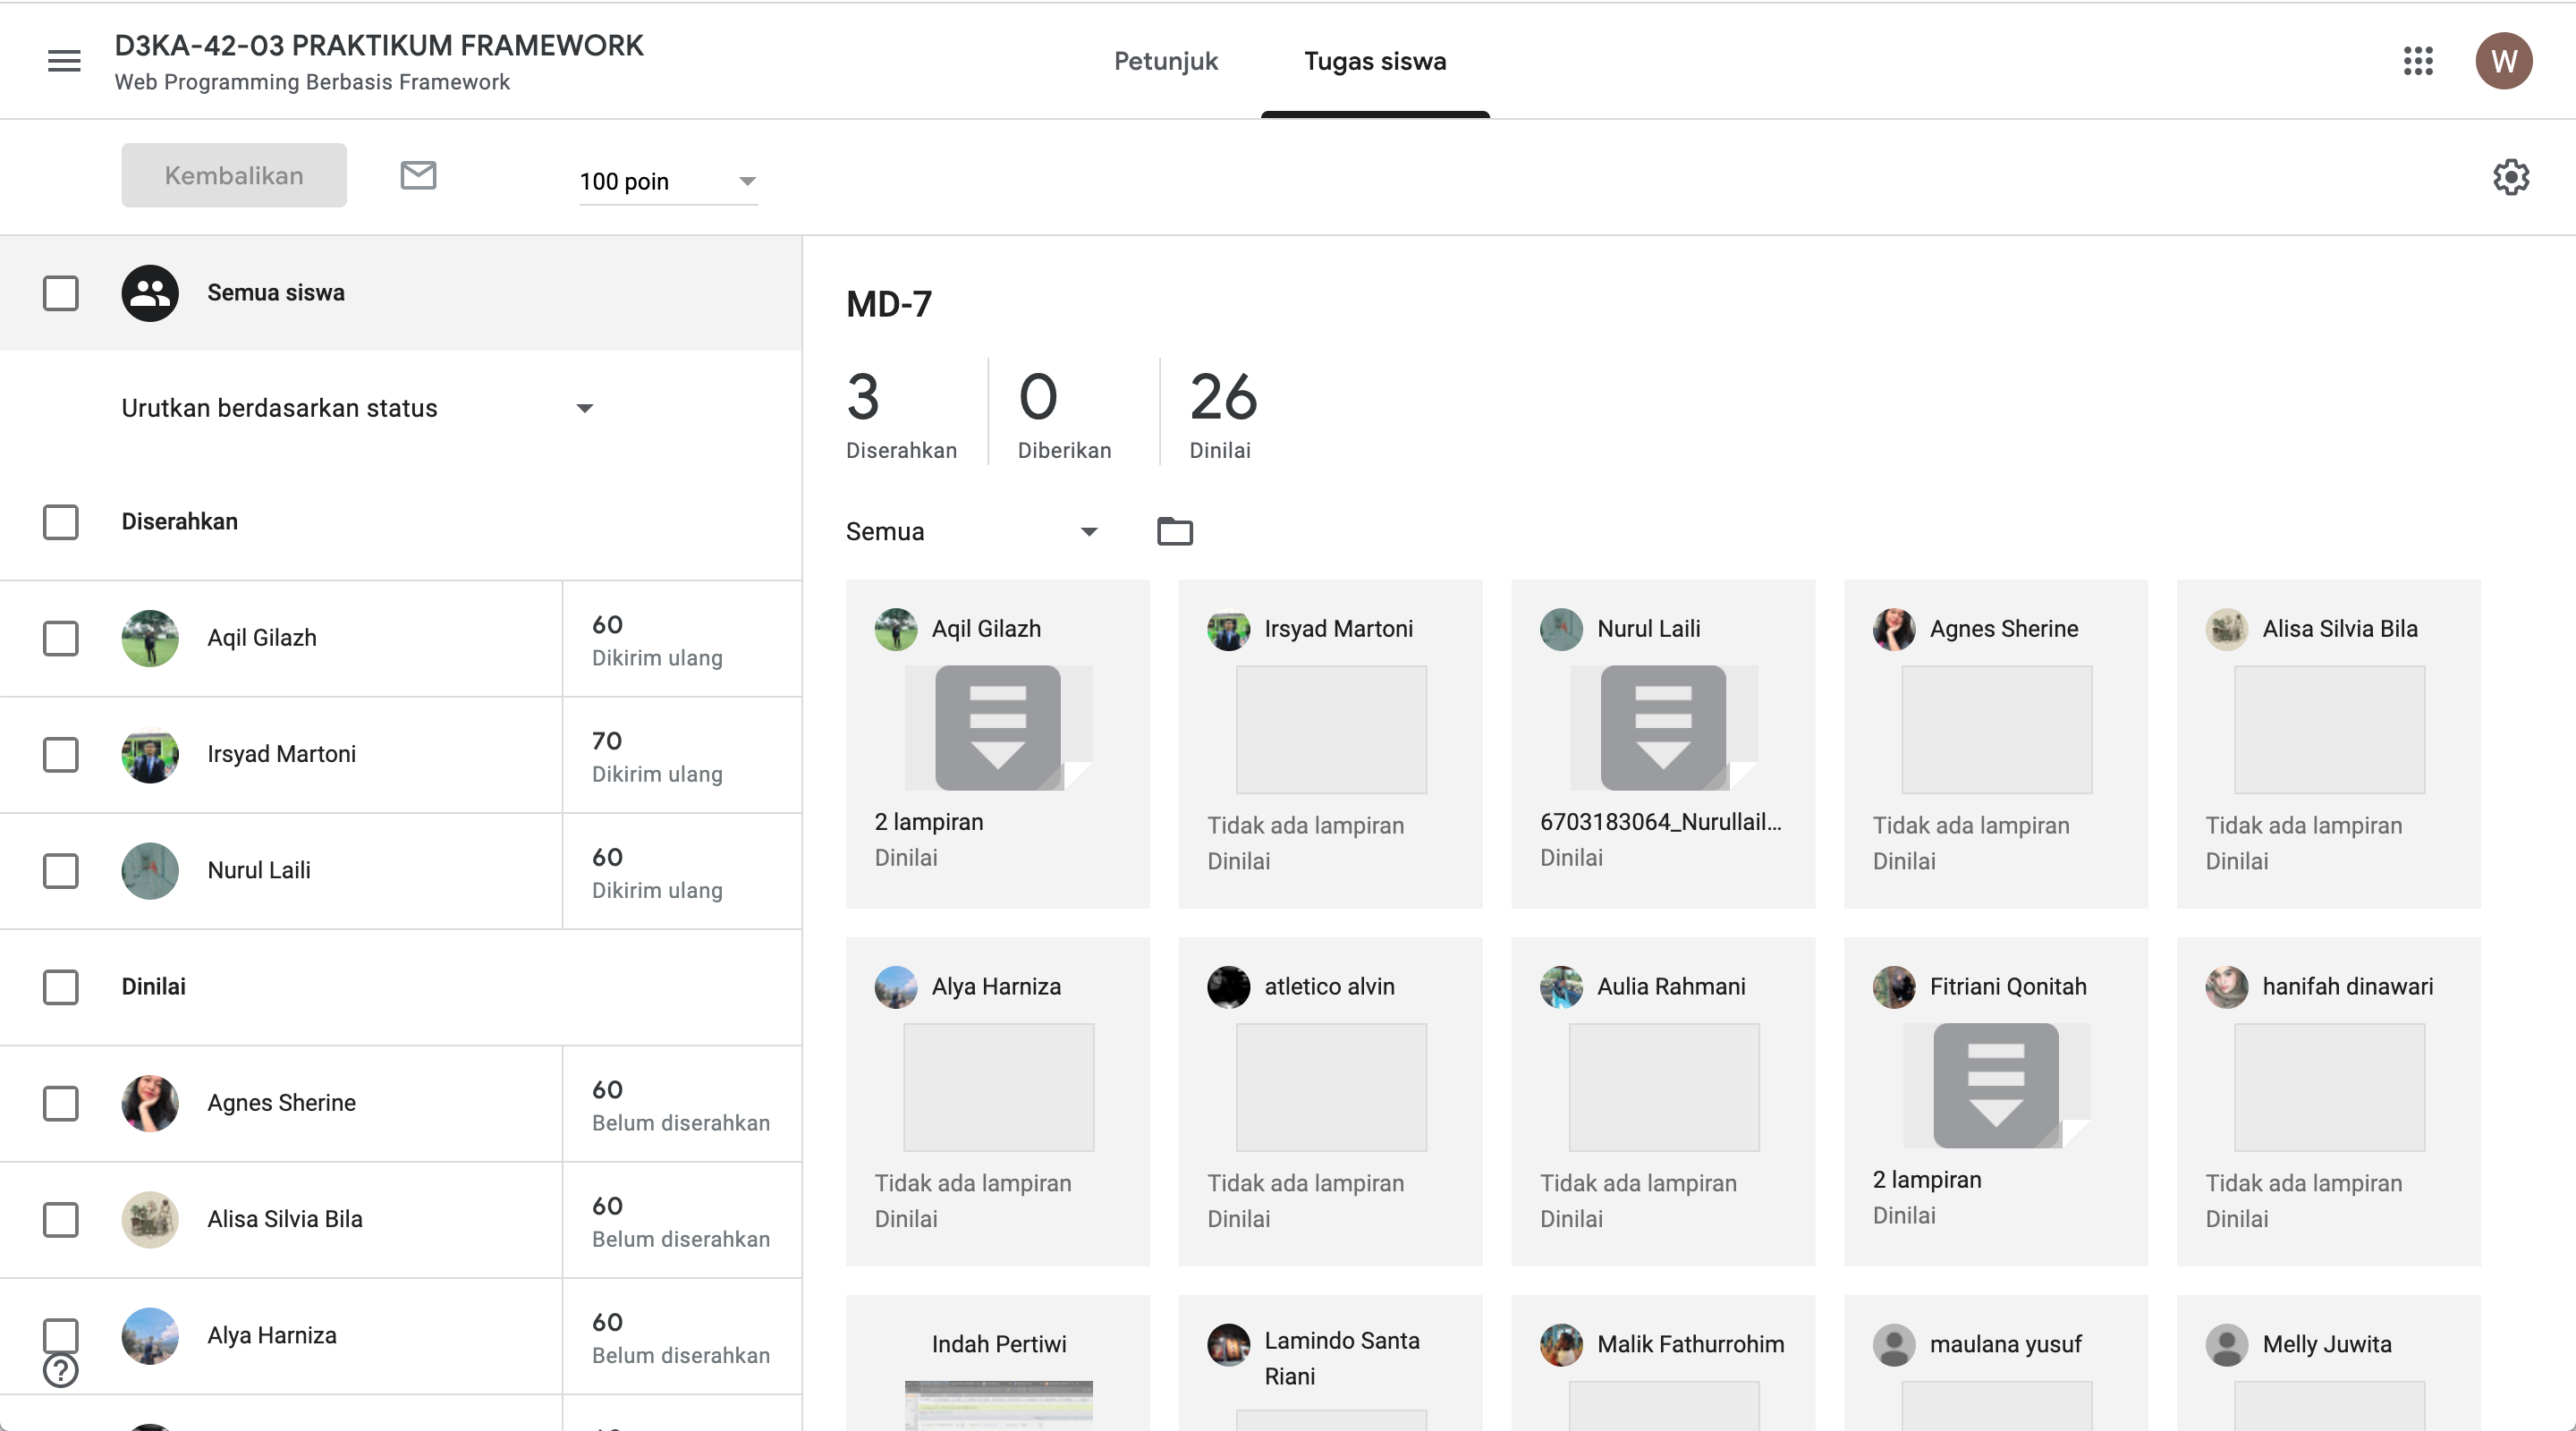 D3KA-42-03 PRAKTIKUM FRAMEWORK
Web Programming Berbasis Framework
Petunjuk
Tugas siswa
W
Kembalikan
100 poin
Semua siswa
Urutkan berdasarkan status
Diserahkan
Aqil Gilazh
60
Dikirim ulang
Irsyad Martoni
70
Dikirim ulang
Nurul Laili
60
Dikirim ulang
Dinilai
Agnes Sherine
60
Belum diserahkan
Alisa Silvia Bila
60
Belum diserahkan
Alya Harniza
60
Belum diserahkan
?
MD-7
3
Diserahkan
0
Diberikan
26
Dinilai
Semua
Aqil Gilazh
2 lampiran
Dinilai
Irsyad Martoni
Tidak ada lampiran
Dinilai
Nurul Laili
6703183064_Nurullail...
Dinilai
Agnes Sherine
Tidak ada lampiran
Dinilai
Alisa Silvia Bila
Tidak ada lampiran
Dinilai
Alya Harniza
Tidak ada lampiran
Dinilai
atletico alvin
Tidak ada lampiran
Dinilai
Aulia Rahmani
Tidak ada lampiran
Dinilai
Fitriani Qonitah
2 lampiran
Dinilai
hanifah dinawari
Tidak ada lampiran
Dinilai
Indah Pertiwi
Lamindo Santa
Riani
Malik Fathurrohim
maulana yusuf
Melly Juwita